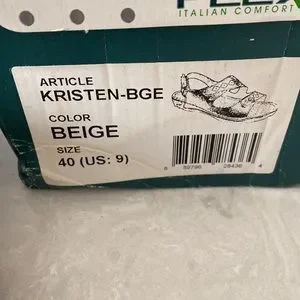 ITALIAN COMFORT
ARTICLE
KRISTEN-BGE
COLOR
BEIGE
SIZE
40 (US: 9)